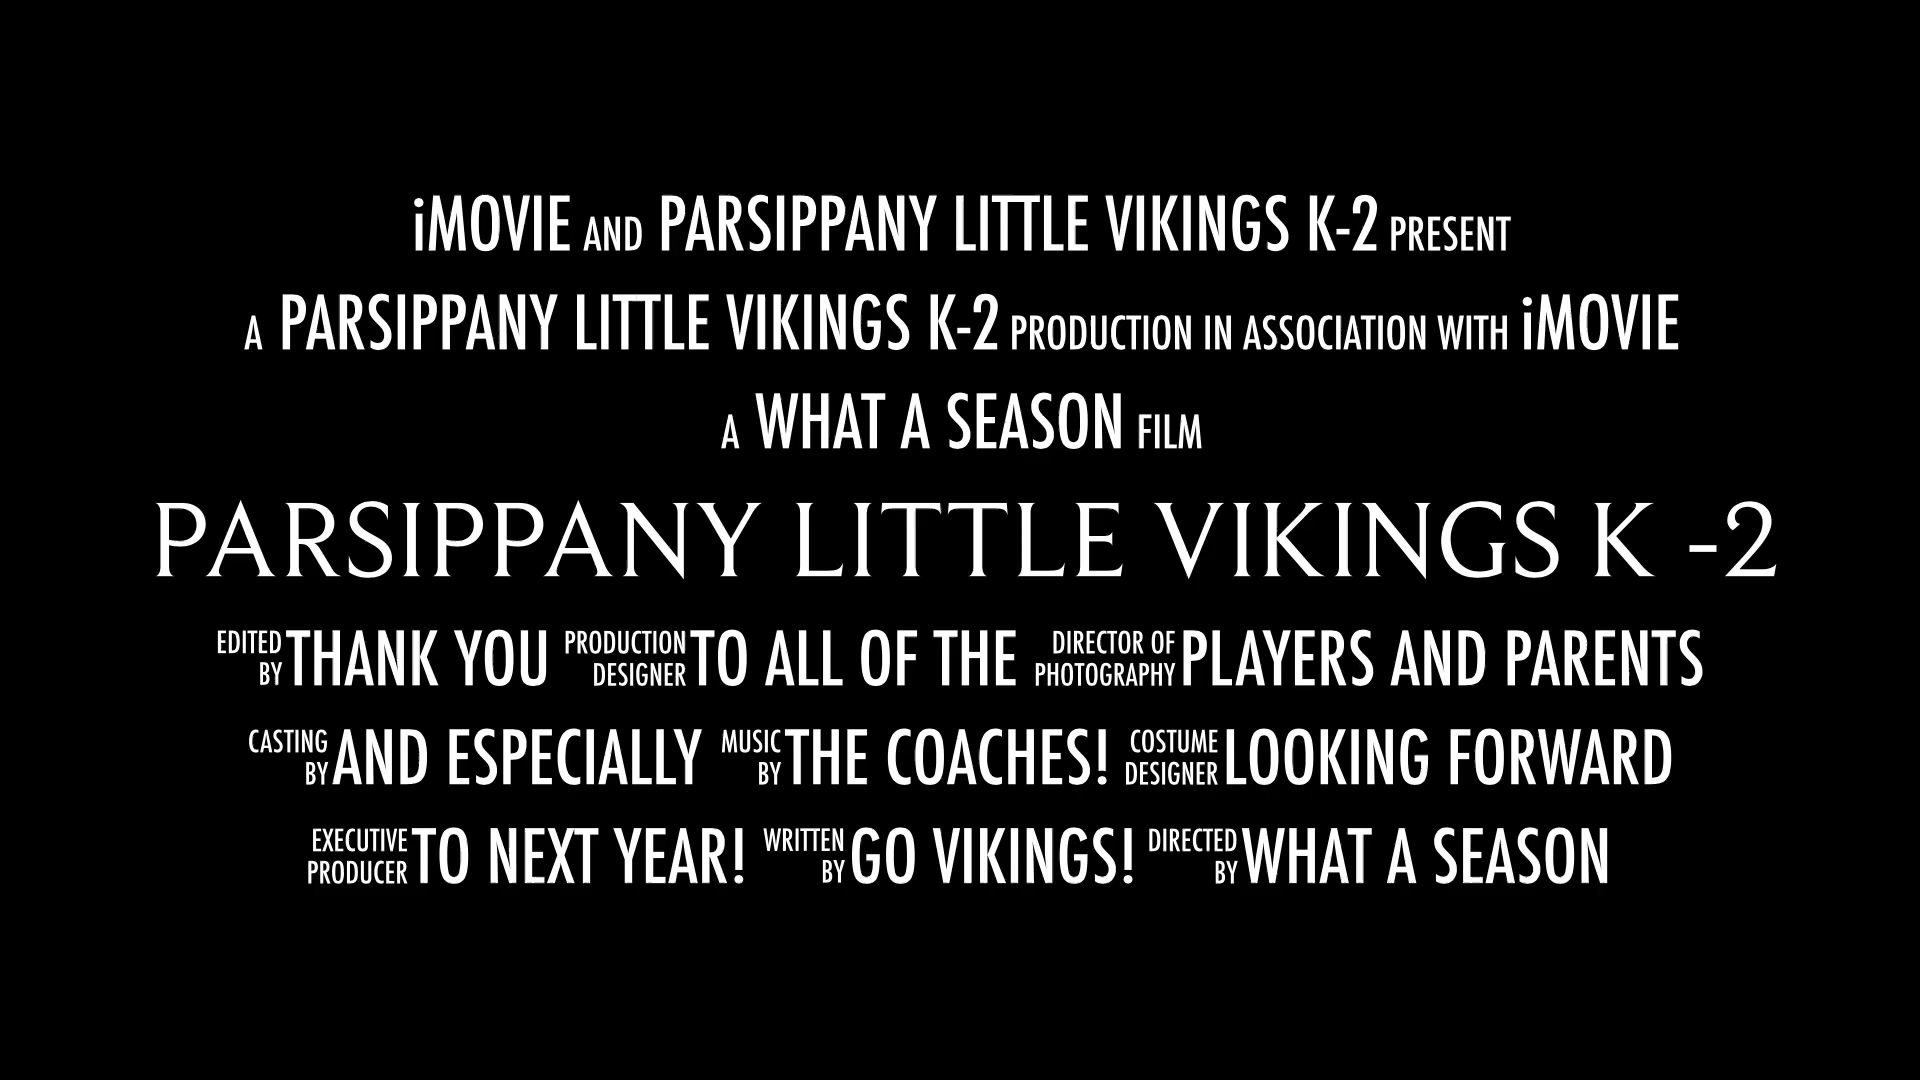 iMOVIE AND PARSIPPANY LITTLE VIKINGS K-2 PRESENT
A PARSIPPANY LITTLE VIKINGS K-2 PRODUCTION IN ASSOCIATION WITH iMOVIE
A WHAT A SEASON FILM
PARSIPPANY LITTLE VIKINGS K -2
EDITED BY THANK YOU PRODUCTION DESIGNER TO ALL OF THE DIRECTOR OF PHOTOGRAPHY PLAYERS AND PARENTS
CASTING BY AND ESPECIALLY MUSIC BY THE COACHES! COSTUME DESIGNER LOOKING FORWARD
EXECUTIVE PRODUCER TO NEXT YEAR! WRITTEN BY GO VIKINGS! DIRECTED BY WHAT A SEASON